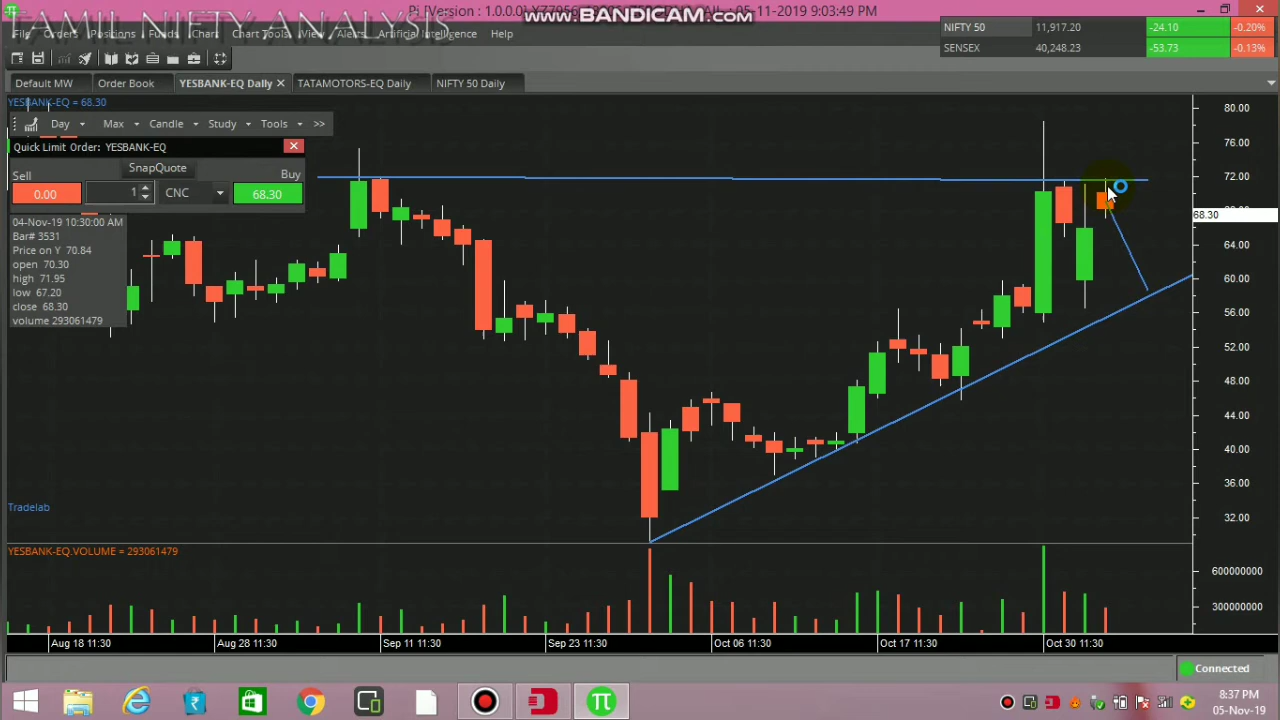 TAMIL NIFTY ANALYSIS
www.BANDICAM.com
9:03:49 PM
File Orders Positions Funds Chart Chart Tools View Alerts Artificial Intelligence Help
NIFTY 50 11,917.20 -24.10 -0.20%
SENSEX 40,248.23 -53.73 -0.13%
Default MW Order Book YESBANK-EQ Daily TATAMOTORS-EQ Daily NIFTY 50 Daily
YESBANK-EQ = 68.30
Day Max Candle Study Tools >>
Quick Limit Order: YESBANK-EQ
SnapQuote
Sell Buy
0.00 1 CNC 68.30
04-Nov-19 10:30:00 AM
Bar# 3531
Price on Y 70.84
open 70.30
high 71.95
low 67.20
close 68.30
volume 293061479
80.00
76.00
72.00
68.30
64.00
60.00
56.00
52.00
48.00
44.00
40.00
36.00
32.00
Tradelab
YESBANK-EQ.VOLUME = 293061479
600000000
300000000
Aug 18 11:30 Aug 28 11:30 Sep 11 11:30 Sep 23 11:30 Oct 06 11:30 Oct 17 11:30 Oct 30 11:30
Connected
8:37 PM
05-Nov-19